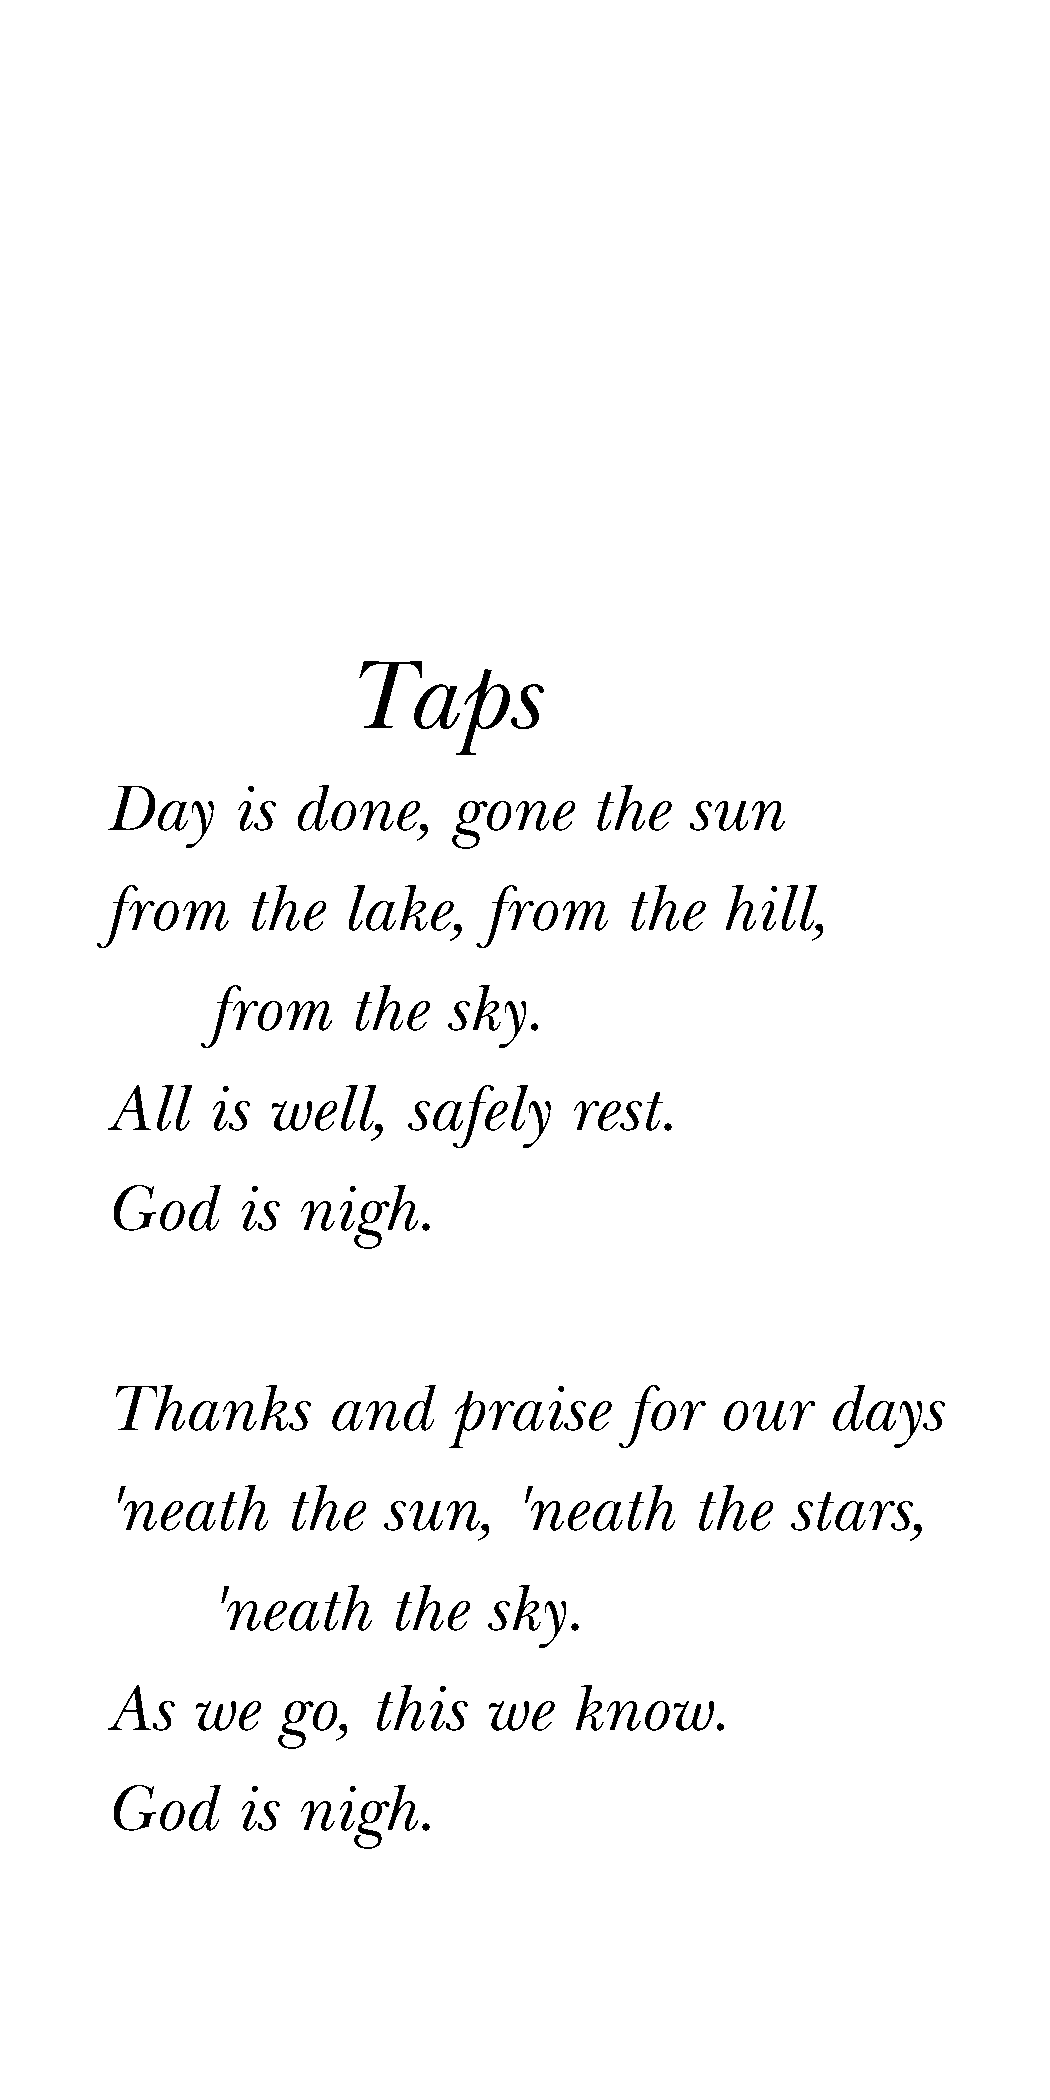 Taps
Day is done, gone the sun
from the lake, from the hill,
from the sky.
All is well, safely rest.
God is nigh.
Thanks and praise for our days
'neath the sun, 'neath the stars,
'neath the sky.
As we go, this we know.
God is nigh.